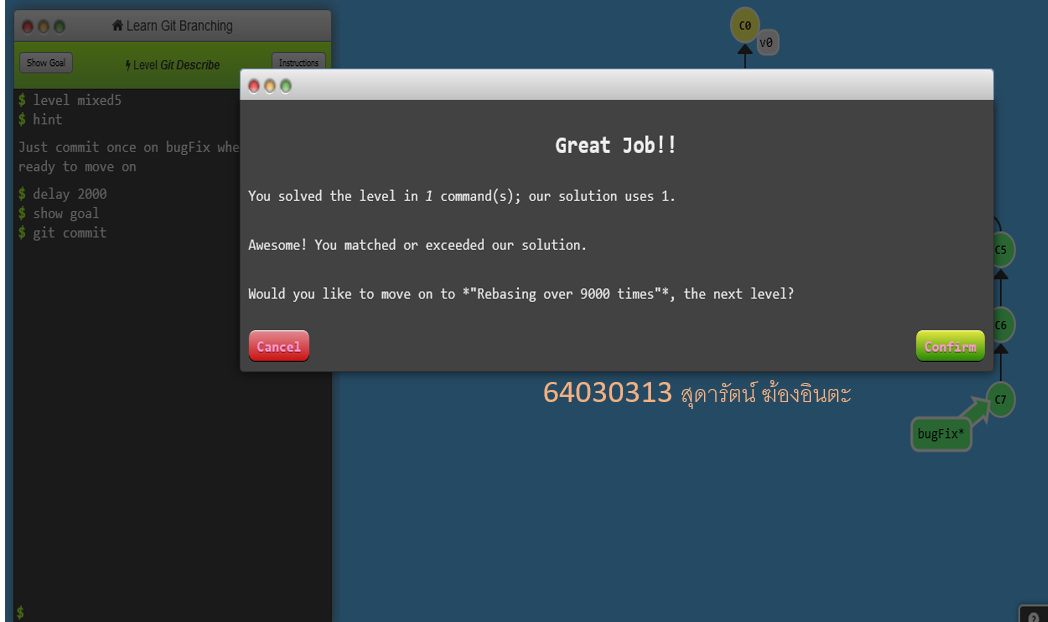 Learn Git Branching
Show Goal
Level Git Describe
Instructions
$ level mixed5
$ hint
Just commit once on bugFix whe
ready to move on
$ delay 2000
$ show goal
$ git commit
$
C0
v0
Great Job!!
You solved the level in 1 command(s); our solution uses 1.
Awesome! You matched or exceeded our solution.
Would you like to move on to *"Rebasing over 9000 times"*, the next level?
Cancel
Confirm
C5
C6
64030313 สุดารัตน์ ฆ้องอินตะ
C7
bugFix*
?